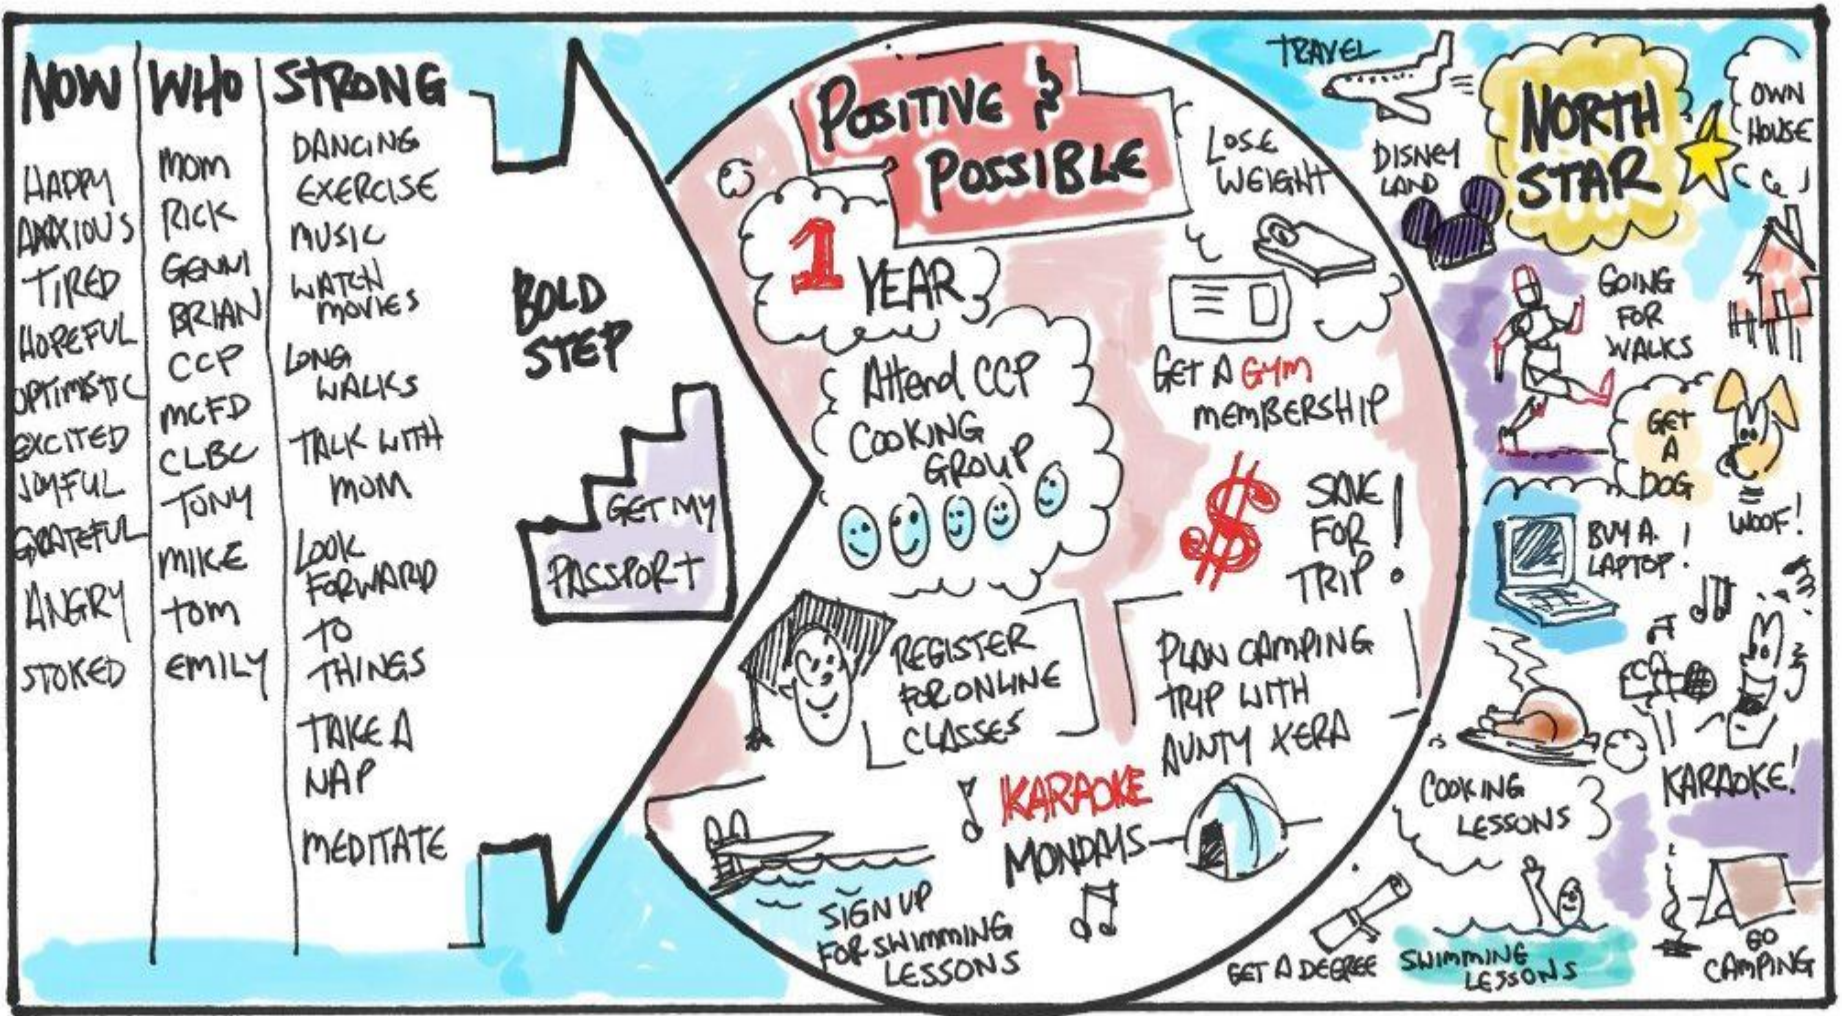 NOW
HAPPY
ANXIOUS
TIRED
HOPEFUL
OPTIMISTIC
EXCITED
JOYFUL
GRATEFUL
ANGRY
STOKED
WHO
MOM
RICK
GENNI
BRIAN
CCP
MCFD
CLBC
TONY
MIKE
TOM
EMILY
STRONG
DANCING
EXERCISE
MUSIC
WATCH
MOVIES
LONG
WALKS
TALK WITH
MOM
LOOK
FORWARD
TO
THINGS
TAKE A
NAP
MEDITATE
BOLD
STEP
GET MY
PASSPORT
POSITIVE &
POSSIBLE
1
YEAR
Attend CCP
COOKING
GROUP
REGISTER
FOR ONLINE
CLASSES
SIGN UP
FOR SWIMMING
LESSONS
KARAOKE
MONDAYS
LOSE
WEIGHT
GET A GYM
MEMBERSHIP
$
SAVE
FOR
TRIP!
PLAN CAMPING
TRIP WITH
AUNTY XERA
TRAVEL
DISNEY
LAND
NORTH
STAR
OWN
HOUSE
GOING
FOR
WALKS
GET
A
DOG
WOOF!
BUY A
LAPTOP!
COOKING
LESSONS
KARAOKE!
GET A DEGREE
SWIMMING
LESSONS
GO
CAMPING